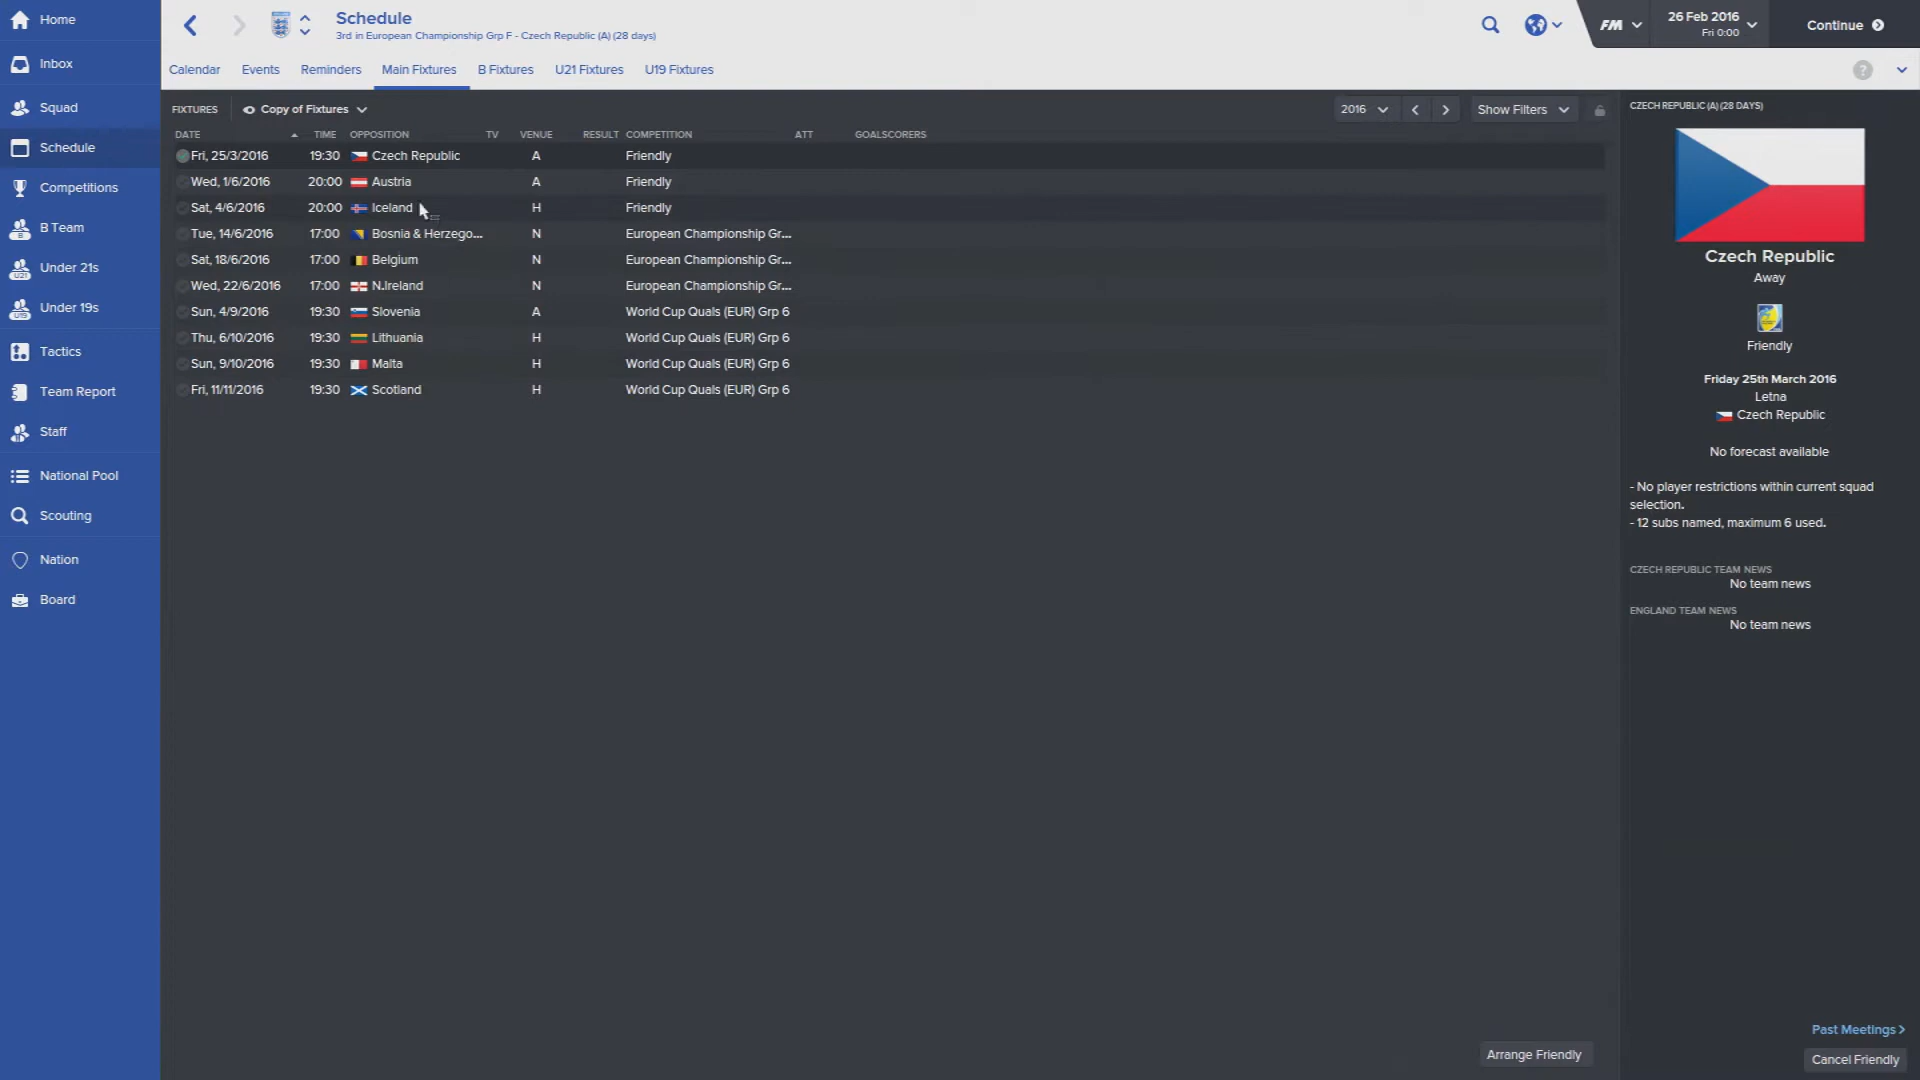 Home
Inbox
Squad
Schedule
Competitions
B Team
Under 21s
Under 19s
Tactics
Team Report
Staff
National Pool
Scouting
Nation
Board
Schedule
3rd in European Championship Grp F - Czech Republic (A) (28 days)
FM
26 Feb 2016
Fri 0:00
Continue
Calendar Events Reminders Main Fixtures B Fixtures U21 Fixtures U19 Fixtures
?
FIXTURES Copy of Fixtures 2016 Show Filters
DATE TIME OPPOSITION TV VENUE RESULT COMPETITION ATT GOALSCORERS
Fri, 25/3/2016 19:30 Czech Republic A Friendly
Wed, 1/6/2016 20:00 Austria A Friendly
Sat, 4/6/2016 20:00 Iceland H Friendly
Tue, 14/6/2016 17:00 Bosnia & Herzego... N European Championship Gr...
Sat, 18/6/2016 17:00 Belgium N European Championship Gr...
Wed, 22/6/2016 17:00 N.Ireland N European Championship Gr...
Sun, 4/9/2016 19:30 Slovenia A World Cup Quals (EUR) Grp 6
Thu, 6/10/2016 19:30 Lithuania H World Cup Quals (EUR) Grp 6
Sun, 9/10/2016 19:30 Malta H World Cup Quals (EUR) Grp 6
Fri, 11/11/2016 19:30 Scotland H World Cup Quals (EUR) Grp 6
Arrange Friendly
CZECH REPUBLIC (A) (28 DAYS)
Czech Republic
Away
Friendly
Friday 25th March 2016
Letna
Czech Republic
No forecast available
- No player restrictions within current squad
selection.
- 12 subs named, maximum 6 used.
CZECH REPUBLIC TEAM NEWS
No team news
ENGLAND TEAM NEWS
No team news
Past Meetings >
Cancel Friendly